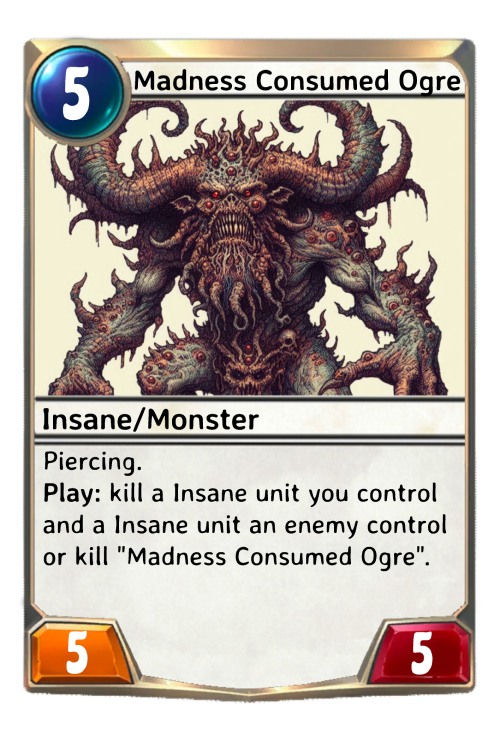 5
Madness Consumed Ogre
Insane/Monster
Piercing.
Play: kill a Insane unit you control
and a Insane unit an enemy control
or kill "Madness Consumed Ogre".
5
5